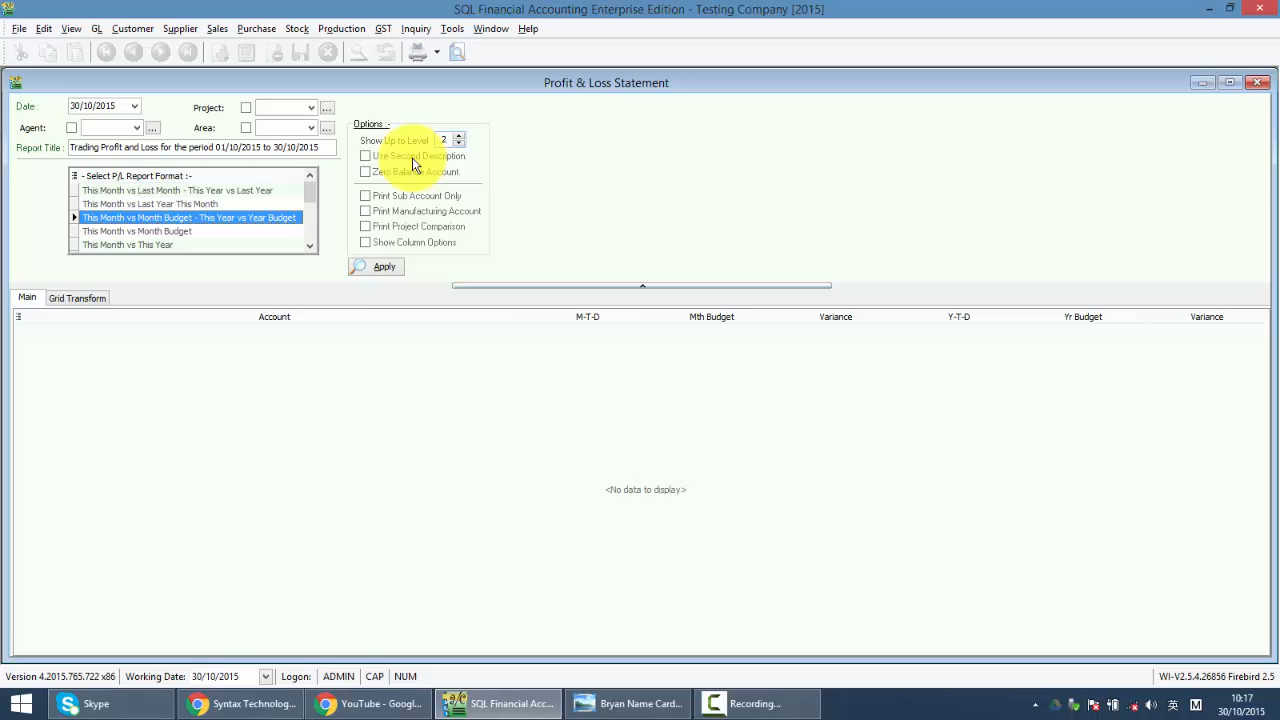 SQL Financial Accounting Enterprise Edition - Testing Company [2015]
File Edit View GL Customer Supplier Sales Purchase Stock Production GST Inquiry Tools Window Help
Profit & Loss Statement
Date : 30/10/2015 Project: ...
Agent: ... Area: ...
Report Title : Trading Profit and Loss for the period 01/10/2015 to 30/10/2015
- Select P/L Report Format :-
This Month vs Last Month - This Year vs Last Year
This Month vs Last Year This Month
This Month vs Month Budget - This Year vs Year Budget
This Month vs Month Budget
This Month vs This Year
Options :-
Show Up to Level 2
Use Second Description.
Zero Balance Account.
Print Sub Account Only
Print Manufacturing Account
Print Project Comparison
Show Column Options
Apply
Main Grid Transform
Account M-T-D Mth Budget Variance Y-T-D Yr Budget Variance
<No data to display>
Version 4.2015.765.722 x86 Working Date: 30/10/2015 Logon: ADMIN CAP NUM WI-V2.5.4.26856 Firebird 2.5
Skype Syntax Technolog... YouTube - Googl... SQL Financial Acc... Bryan Name Card... Recording... 英 M 10:17
30/10/2015